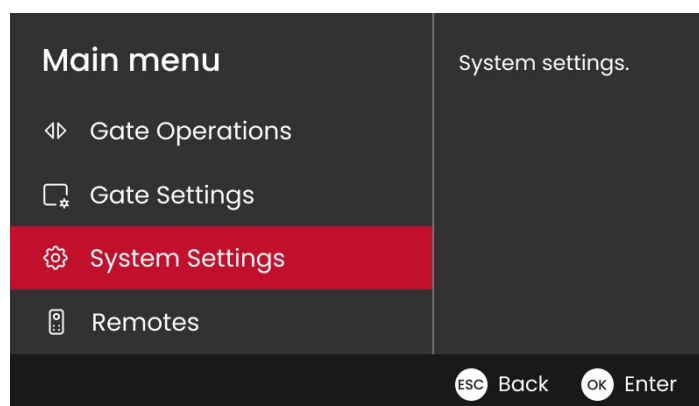 Main menu
Gate Operations
Gate Settings
System Settings
Remotes
System settings.
ESC Back OK Enter